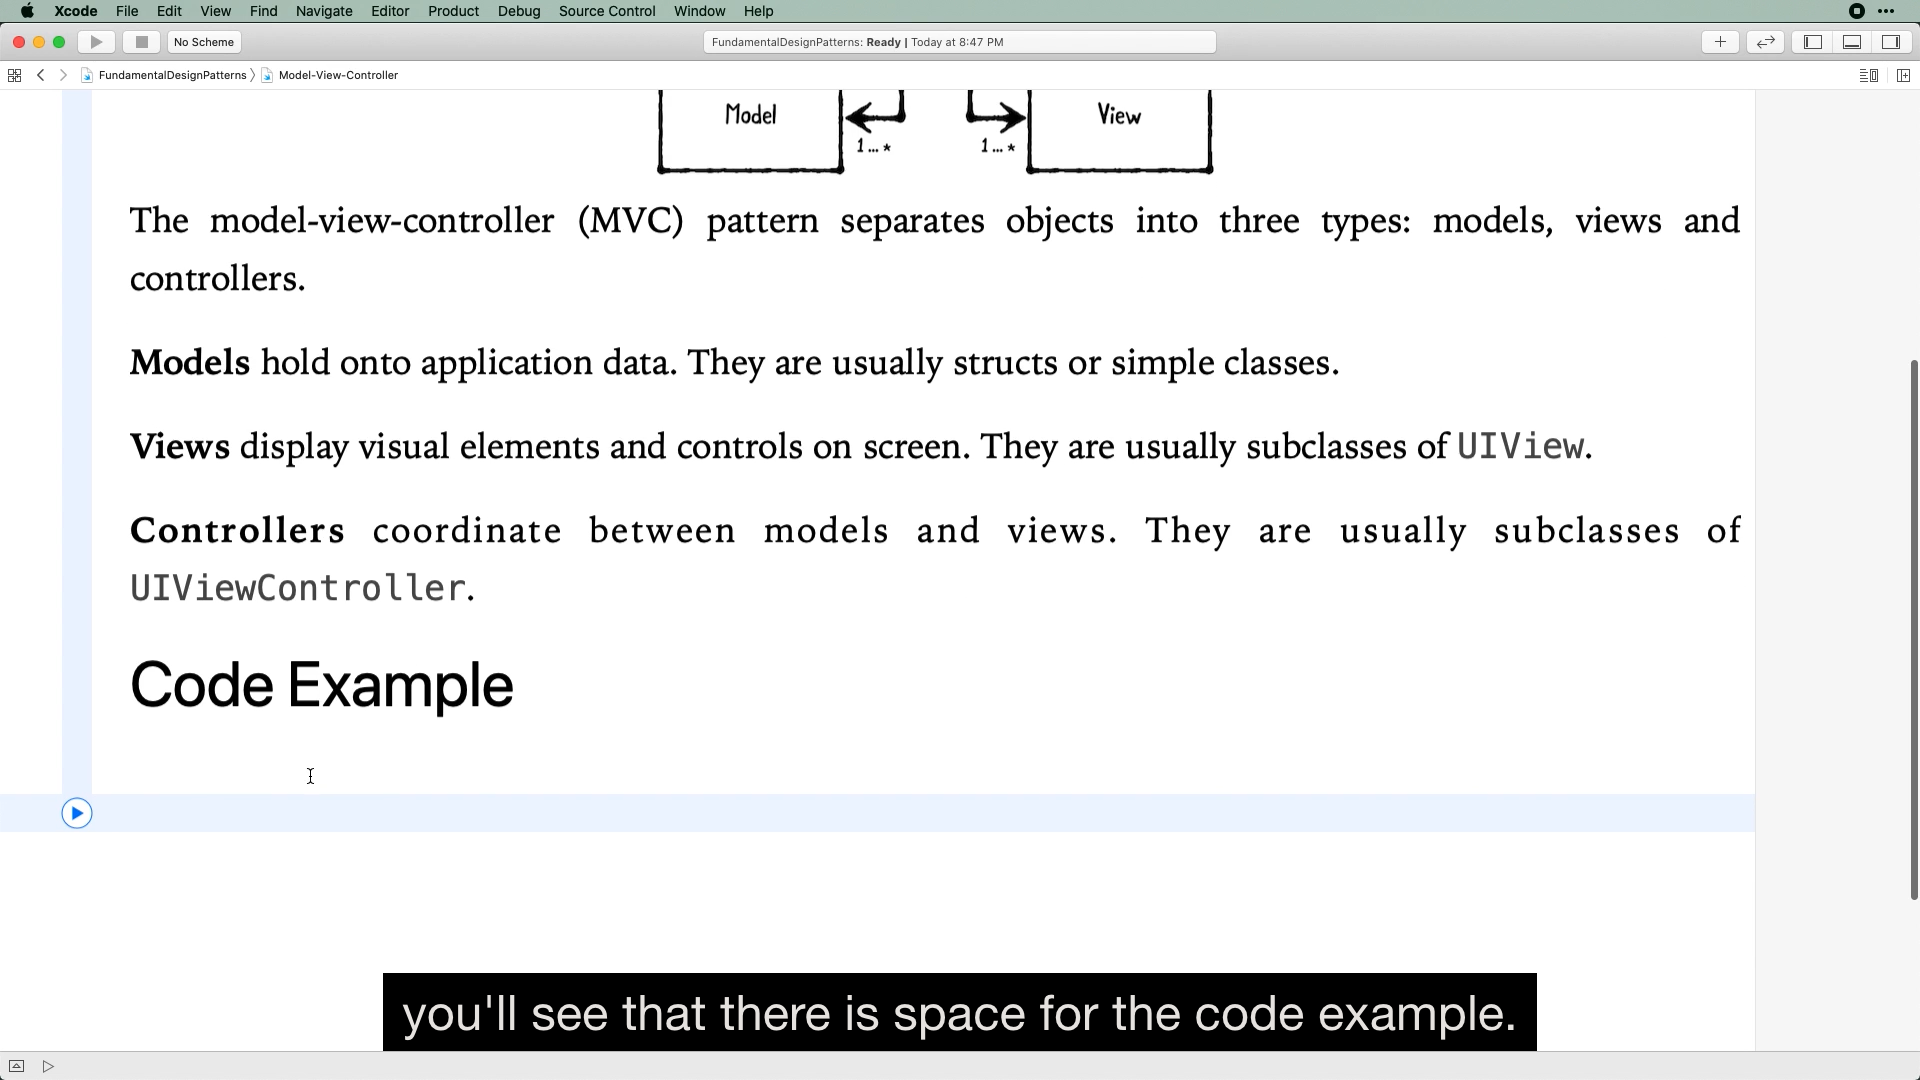 Xcode File Edit View Find Navigate Editor Product Debug Source Control Window Help
No Scheme
FundamentalDesignPatterns: Ready | Today at 8:47 PM
FundamentalDesignPatterns
Model-View-Controller
Model
View
1...*
1...*
The model-view-controller (MVC) pattern separates objects into three types: models, views and
controllers.
Models hold onto application data. They are usually structs or simple classes.
Views display visual elements and controls on screen. They are usually subclasses of UIView.
Controllers coordinate between models and views. They are usually subclasses of
UIViewController.
Code Example
you'll see that there is space for the code example.